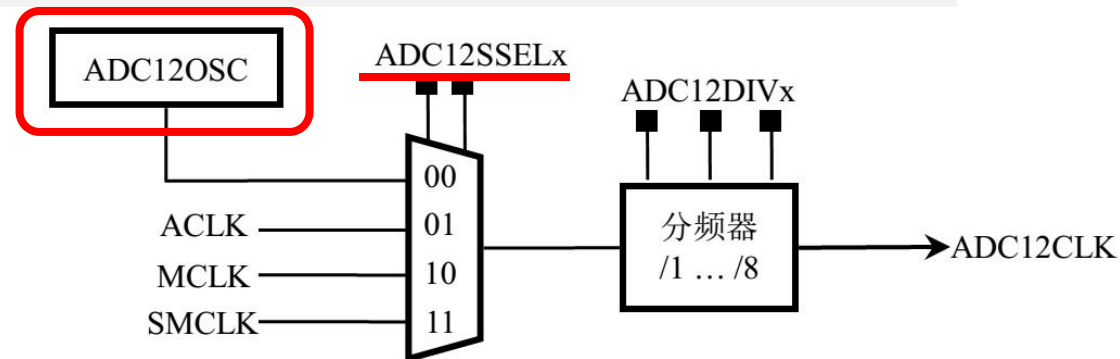 ADC12OSC
ADC12SSELx
ADC12DIVx
00
ACLK
01
MCLK
10
SMCLK
11
分频器
/1 … /8
ADC12CLK